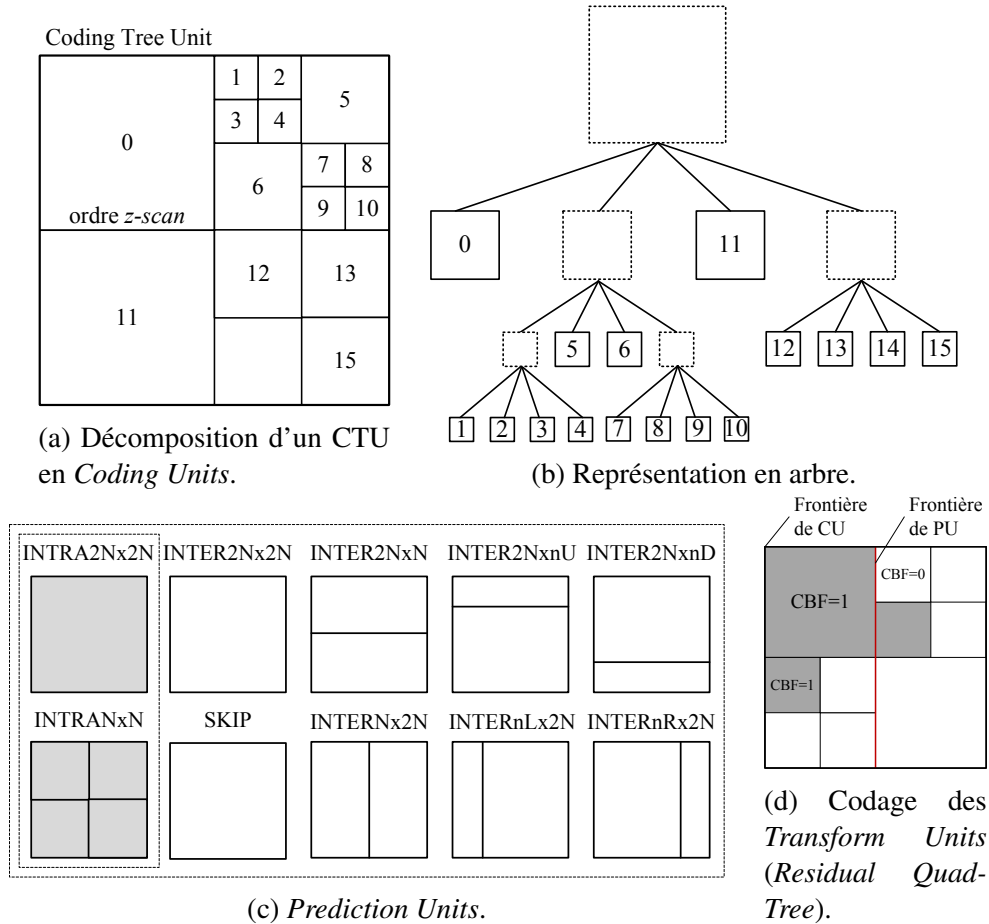 Coding Tree Unit
0
ordre z-scan
1
2
3
4
5
6
7
8
9
10
11
12
13
15
(a) Décomposition d'un CTU
en Coding Units.
0
11
5
6
12
13
14
15
1
2
3
4
7
8
9
10
(b) Représentation en arbre.
INTRA2Nx2N
INTER2Nx2N
INTER2NxN
INTER2NxnU
INTER2NxnD
INTRANxN
SKIP
INTERNx2N
INTERnLx2N
INTERnRx2N
(c) Prediction Units.
Frontière
de CU
Frontière
de PU
CBF=1
CBF=0
CBF=1
(d) Codage des
Transform Units
(Residual Quad-
Tree).